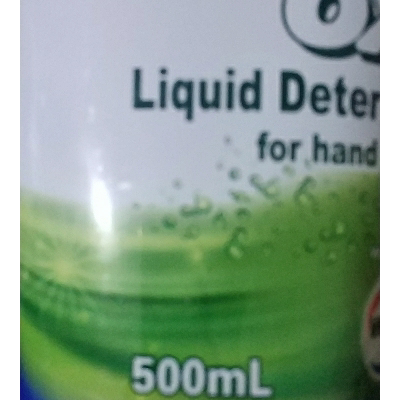 Liquid Deter
for hand
500mL